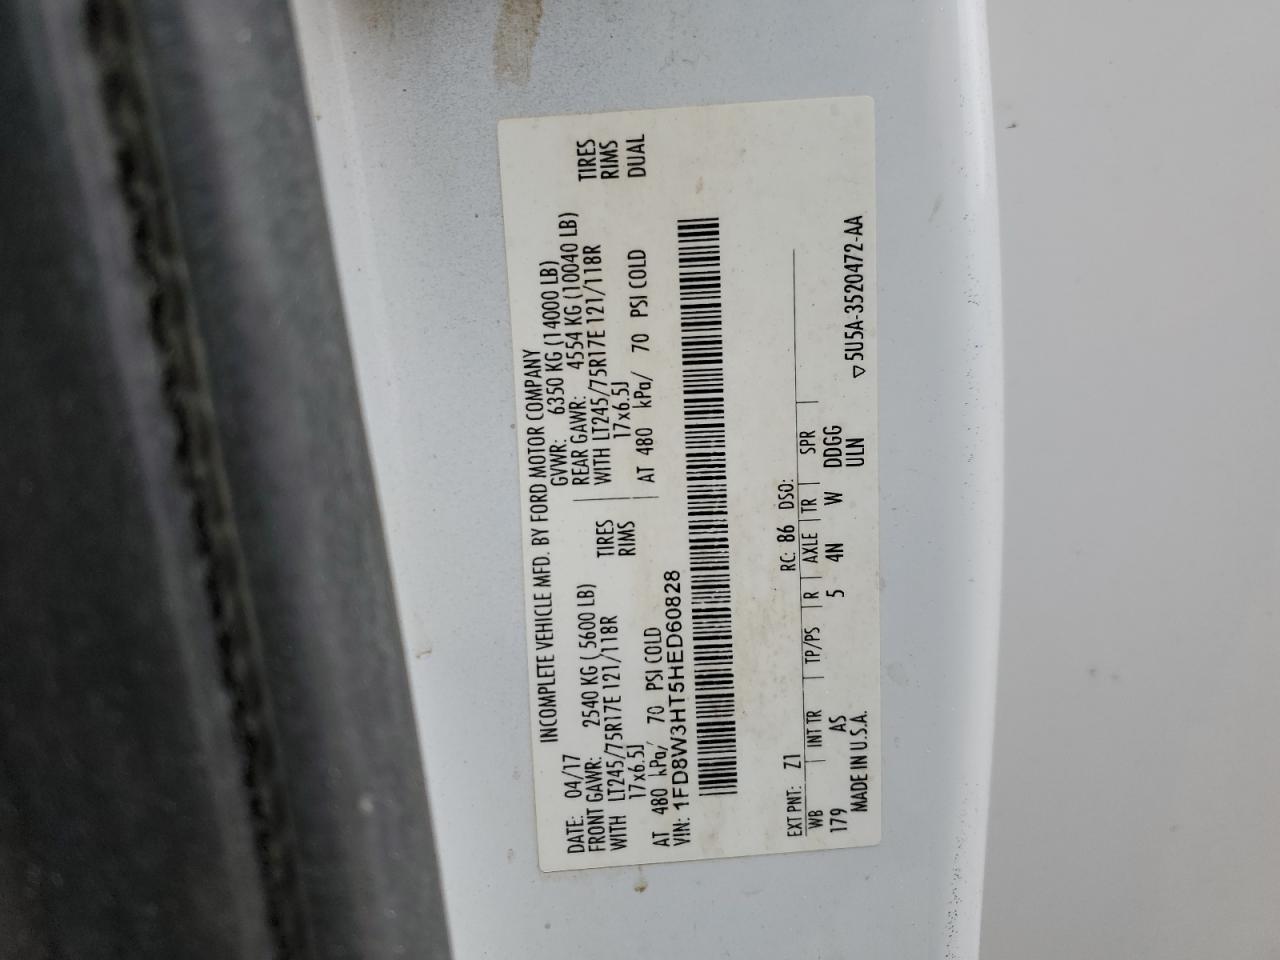 INCOMPLETE VEHICLE MFD. BY FORD MOTOR COMPANY
DATE: 04/17 GVWR: 6350 KG (14000 LB)
FRONT GAWR: 2540 KG ( 5600 LB) REAR GAWR: 4554 KG (10040 LB)
WITH LT245/75R17E 121/118R TIRES WITH LT245/75R17E 121/118R TIRES
17x6.5J RIMS 17x6.5J RIMS
AT 480 kPa/ 70 PSI COLD AT 480 kPa/ 70 PSI COLD DUAL
VIN: 1FD8W3HT5HED60828
EXT PNT: Z1 RC: 86 DSO:
WB INT TR TP/PS R AXLE TR SPR
179 AS 5 4N W DDGG
MADE IN U.S.A. ULN
▽5U5A-3520472-AA